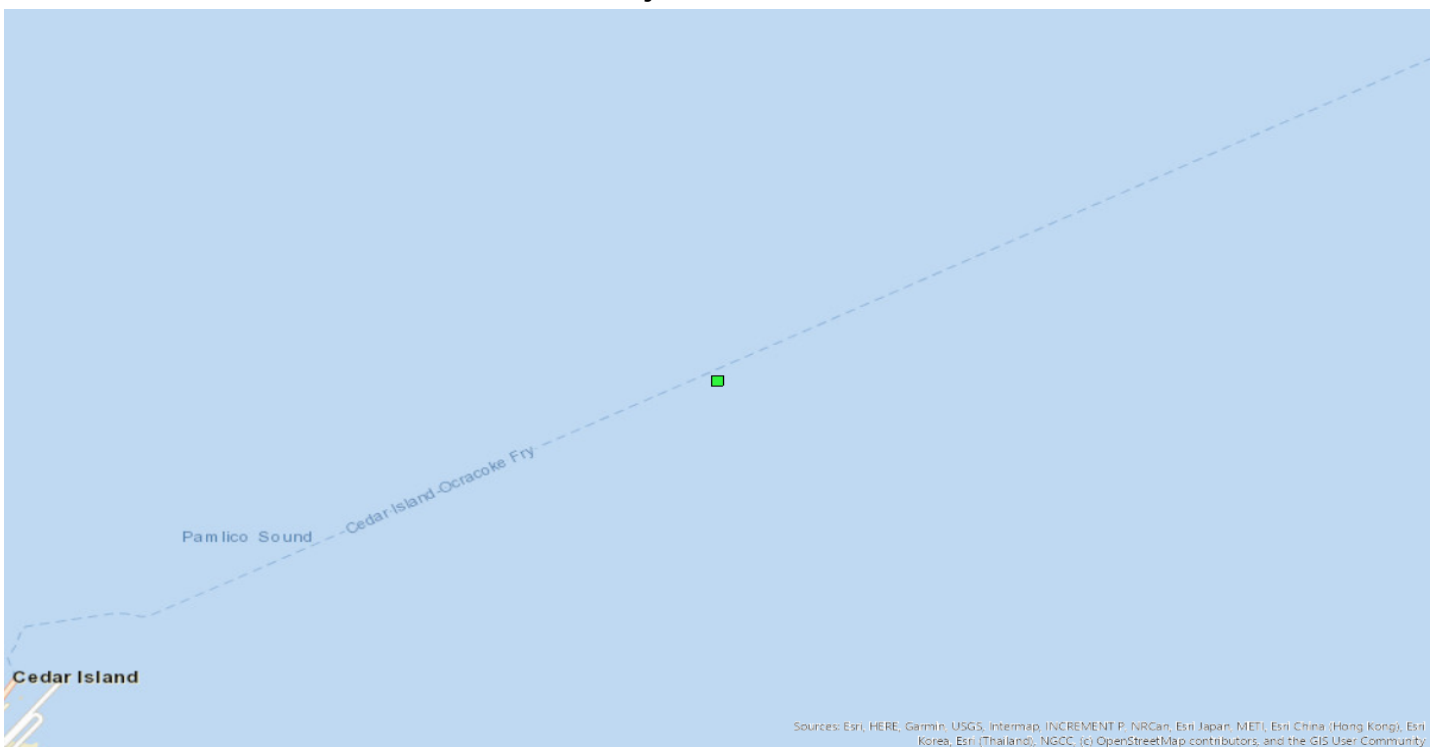 Cedar Island-Ocracoke Fry
Pamlico Sound
Cedar Island
Sources: Esri, HERE, Garmin, USGS, Intermap, INCREMENT P, NRCan, Esri Japan, METI, Esri China (Hong Kong), Esri
Korea, Esri (Thailand), NGCC, (c) OpenStreetMap contributors, and the GIS User Community